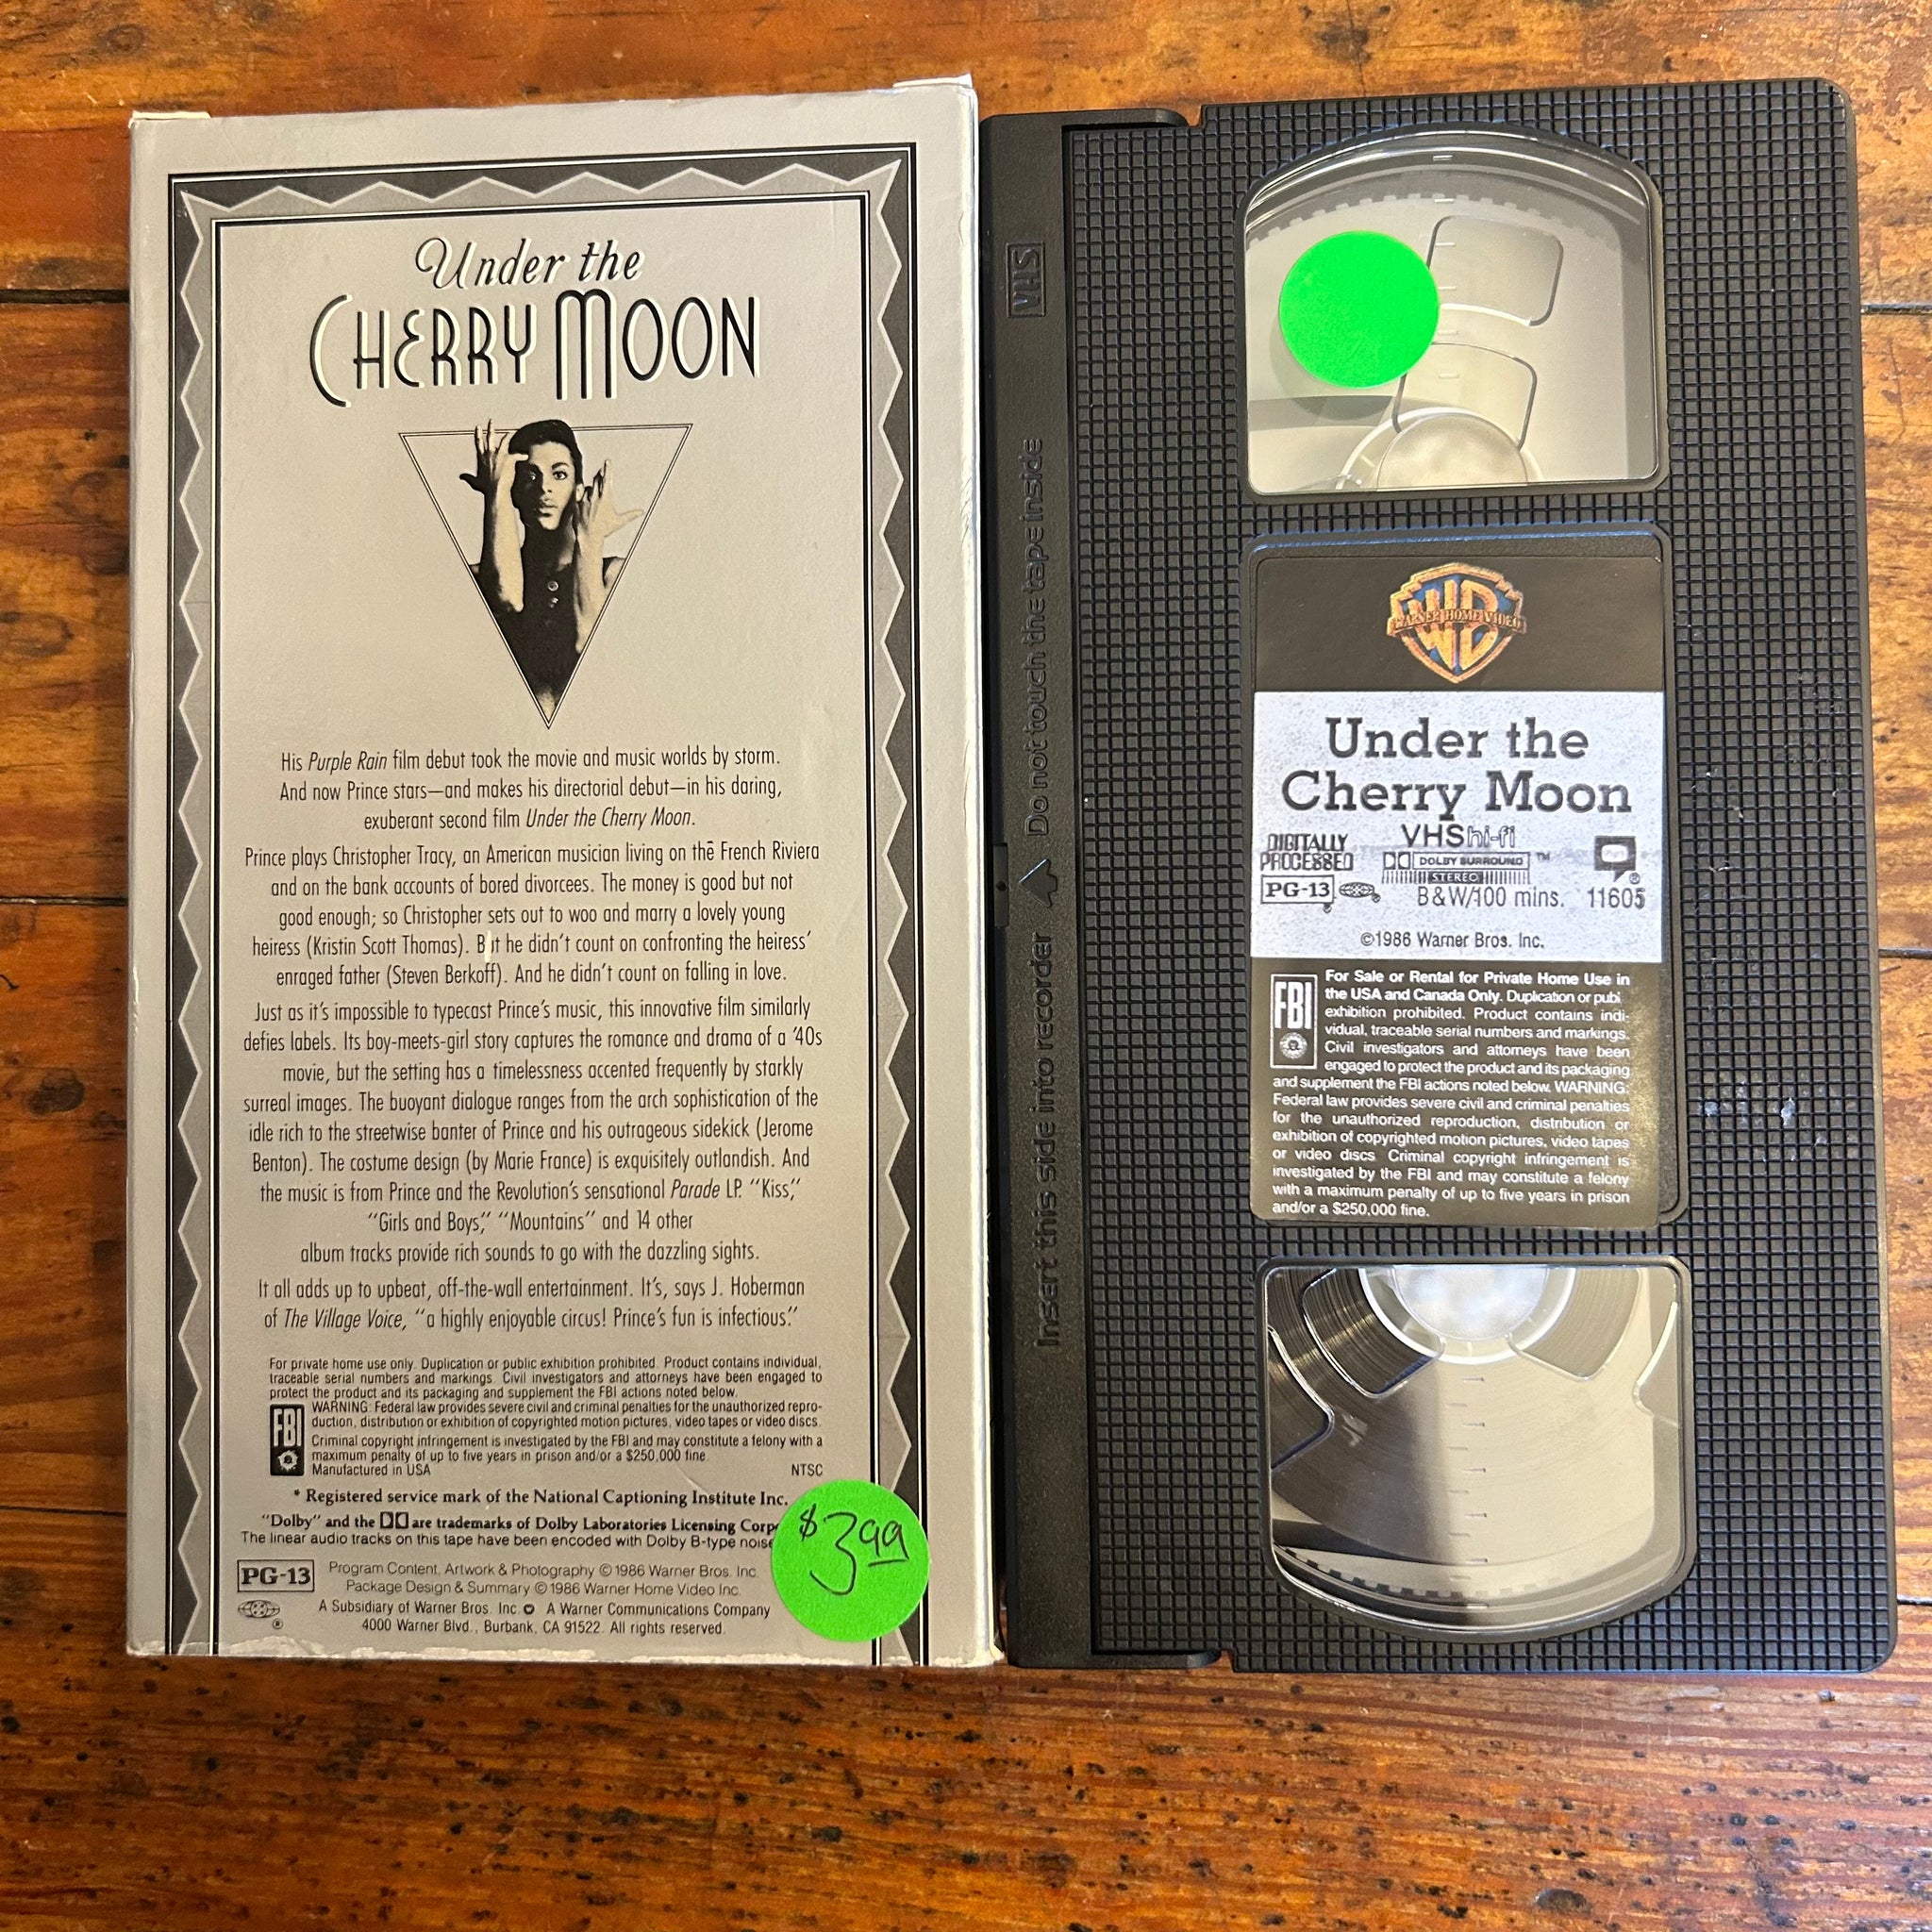 Under the
CHERRY MOON
His Purple Rain film debut took the movie and music worlds by storm.
And now Prince stars—and makes his directorial debut—in his daring,
exuberant second film Under the Cherry Moon.
Prince plays Christopher Tracy, an American musician living on the French Riviera
and on the bank accounts of bored divorcees. The money is good but not
good enough; so Christopher sets out to woo and marry a lovely young
heiress (Kristin Scott Thomas). But he didn't count on confronting the heiress'
enraged father (Steven Berkoff). And he didn't count on falling in love.
Just as it's impossible to typecast Prince's music, this innovative film similarly
defies labels. Its boy-meets-girl story captures the romance and drama of a '40s
movie, but the setting has a timelessness accented frequently by starkly
surreal images. The buoyant dialogue ranges from the arch sophistication of the
idle rich to the streetwise banter of Prince and his outrageous sidekick (Jerome
Benton). The costume design (by Marie France) is exquisitely outlandish. And
the music is from Prince and the Revolution's sensational Parade LP. "Kiss,"
"Girls and Boys," "Mountains" and 14 other
album tracks provide rich sounds to go with the dazzling sights.
It all adds up to upbeat, off-the-wall entertainment. It's, says J. Hoberman
of The Village Voice, "a highly enjoyable circus! Prince's fun is infectious."
For private home use only. Duplication or public exhibition prohibited. Product contains individual,
traceable serial numbers and markings. Civil investigators and attorneys have been engaged to
protect the product and its packaging and supplement the FBI actions noted below.
FBI
WARNING: Federal law provides severe civil and criminal penalties for the unauthorized repro-
duction, distribution or exhibition of copyrighted motion pictures, video tapes or video discs.
Criminal copyright infringement is investigated by the FBI and may constitute a felony with a
maximum penalty of up to five years in prison and/or a $250,000 fine.
Manufactured in USA NTSC
* Registered service mark of the National Captioning Institute Inc.
"Dolby" and the are trademarks of Dolby Laboratories Licensing Corp
The linear audio tracks on this tape have been encoded with Dolby B-type noise
$3.99
PG-13
Program Content, Artwork & Photography © 1986 Warner Bros. Inc.
Package Design & Summary © 1986 Warner Home Video Inc.
A Subsidiary of Warner Bros. Inc. A Warner Communications Company
4000 Warner Blvd., Burbank, CA 91522. All rights reserved.
VHS
Insert this side into recorder Do not touch the tape inside
WB
WARNER HOME VIDEO
Under the
Cherry Moon
DIGITALLY
PROCESSED
VHS hi-fi
DOLBY SURROUND ™
STEREO
PG-13
B&W/100 mins. 11605
©1986 Warner Bros. Inc.
FBI
For Sale or Rental for Private Home Use in
the USA and Canada Only. Duplication or publ
exhibition prohibited. Product contains indi-
vidual, traceable serial numbers and markings.
Civil investigators and attorneys have been
engaged to protect the product and its packaging
and supplement the FBI actions noted below. WARNING:
Federal law provides severe civil and criminal penalties
for the unauthorized reproduction, distribution or
exhibition of copyrighted motion pictures, video tapes
or video discs. Criminal copyright infringement is
investigated by the FBI and may constitute a felony
with a maximum penalty of up to five years in prison
and/or a $250,000 fine.